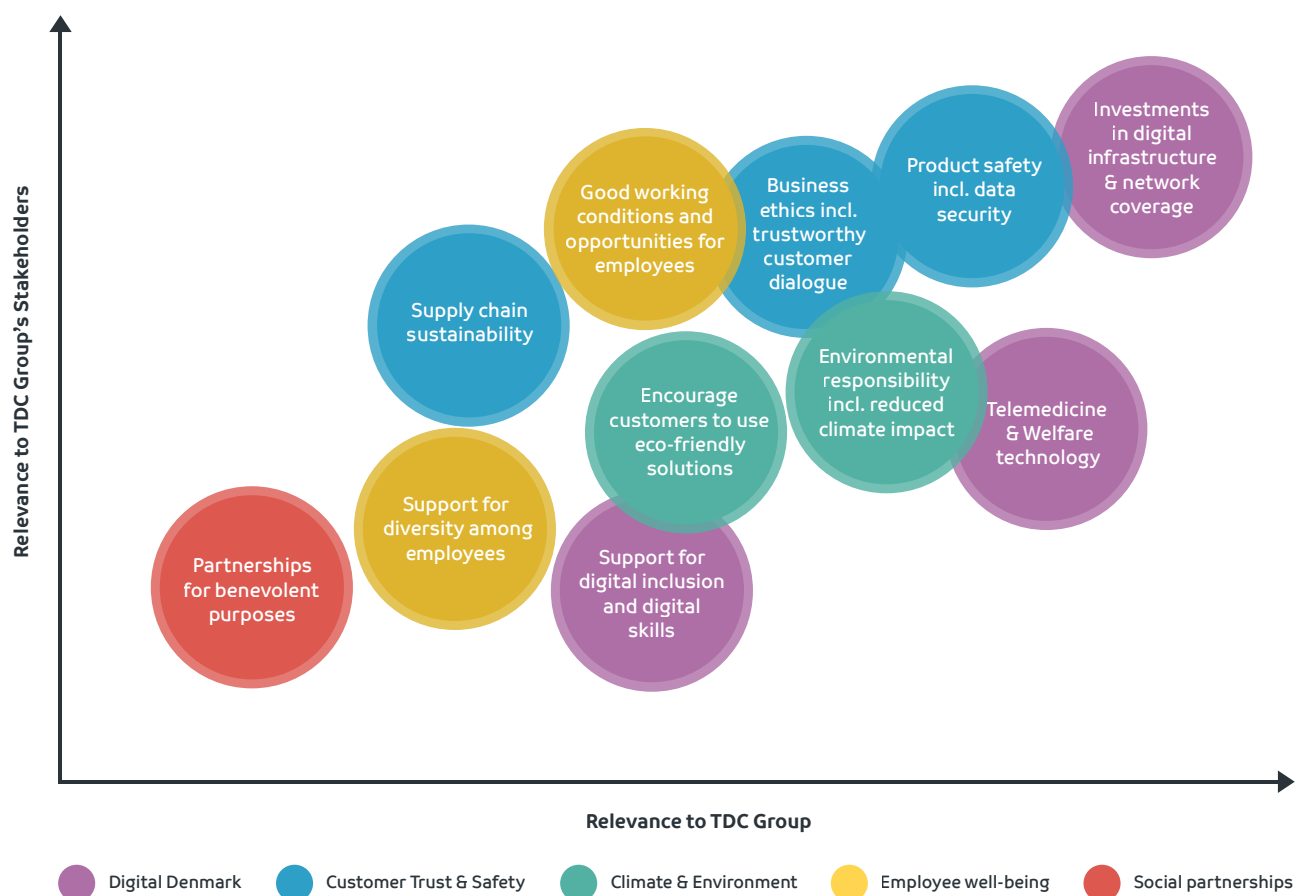 Relevance to TDC Group's Stakeholders
Investments
in digital
infrastructure
& network
coverage
Product safety
incl. data
security
Business
ethics incl.
trustworthy
customer
dialogue
Good working
conditions and
opportunities for
employees
Supply chain
sustainability
Environmental
responsibility
incl. reduced
climate impact
Encourage
customers to use
eco-friendly
solutions
Telemedicine
& Welfare
technology
Support for
diversity among
employees
Support for
digital inclusion
and digital
skills
Partnerships
for benevolent
purposes
Relevance to TDC Group
Digital Denmark
Customer Trust & Safety
Climate & Environment
Employee well-being
Social partnerships